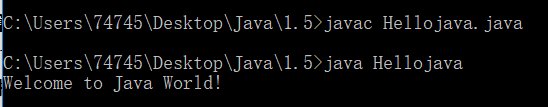 C:\Users\74745\Desktop\Java\1.5>javac Hellojava.java
C:\Users\74745\Desktop\Java\1.5>java Hellojava
Welcome to Java World!